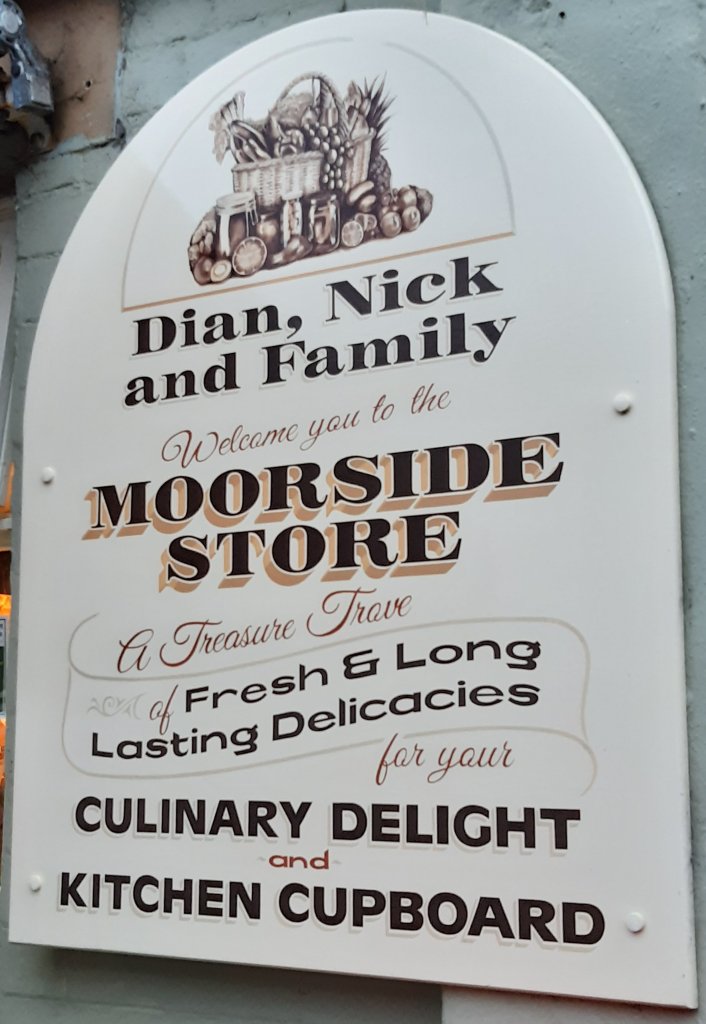 Dian, Nick
and Family
Welcome you to the
MOORSIDE
STORE
A Treasure Trove
of Fresh & Long
Lasting Delicacies
for your
CULINARY DELIGHT
and
KITCHEN CUPBOARD